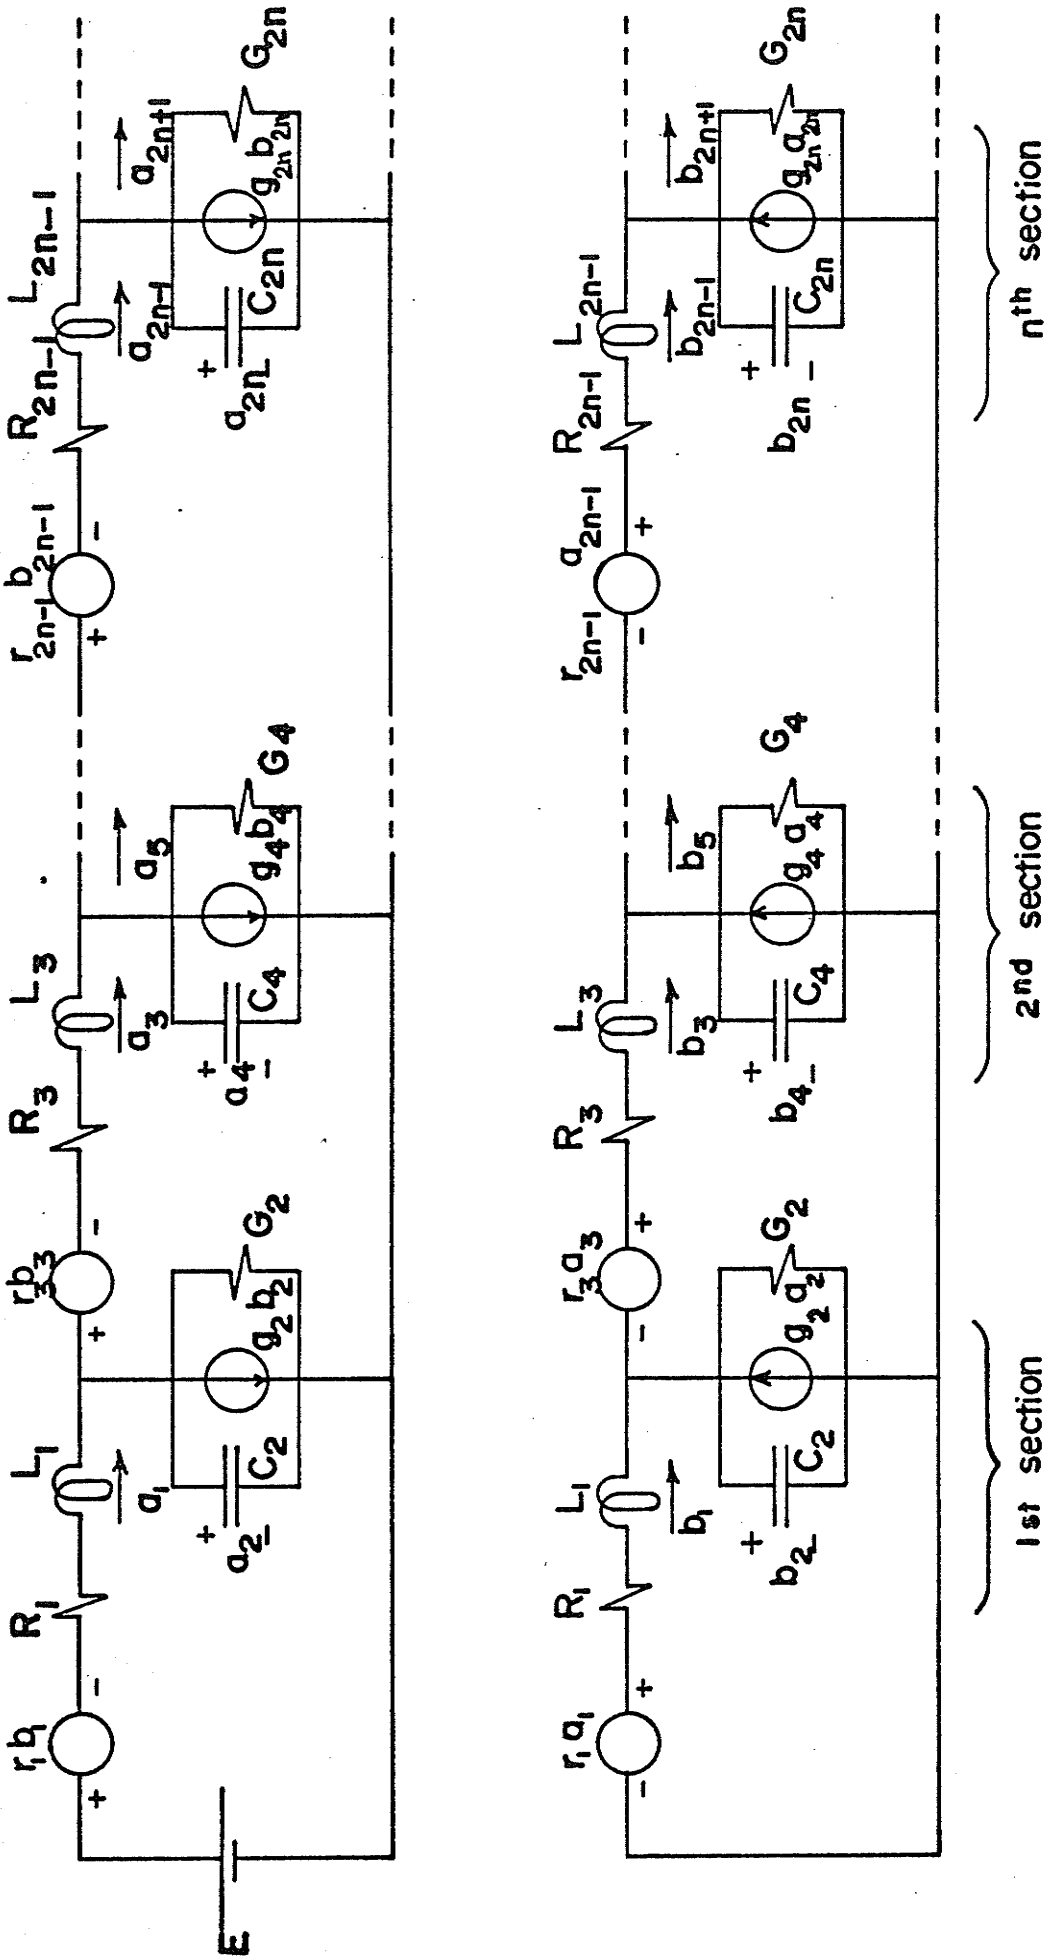 E
r₁b₁
+ −
R₁
L₁
a₁
+
a₂
−
C₂
g₂b₂
G₂
r₃b₃
+ −
R₃
L₃
a₃
+
a₄
−
C₄
g₄b₄
G₄
a₅
r₂ₙ₋₁b₂ₙ₋₁
+ −
R₂ₙ₋₁
L₂ₙ₋₁
a₂ₙ₋₁
+
a₂ₙ
−
C₂ₙ
g₂ₙb₂ₙ
G₂ₙ
a₂ₙ₊₁
r₁a₁
− +
R₁
L₁
b₁
+
b₂
−
C₂
g₂a₂
G₂
r₃a₃
− +
R₃
L₃
b₃
+
b₄
−
C₄
g₄a₄
G₄
b₅
r₂ₙ₋₁a₂ₙ₋₁
− +
R₂ₙ₋₁
L₂ₙ₋₁
b₂ₙ₋₁
+
b₂ₙ
−
C₂ₙ
g₂ₙa₂ₙ
G₂ₙ
b₂ₙ₊₁
1st section
2nd section
nᵗʰ section